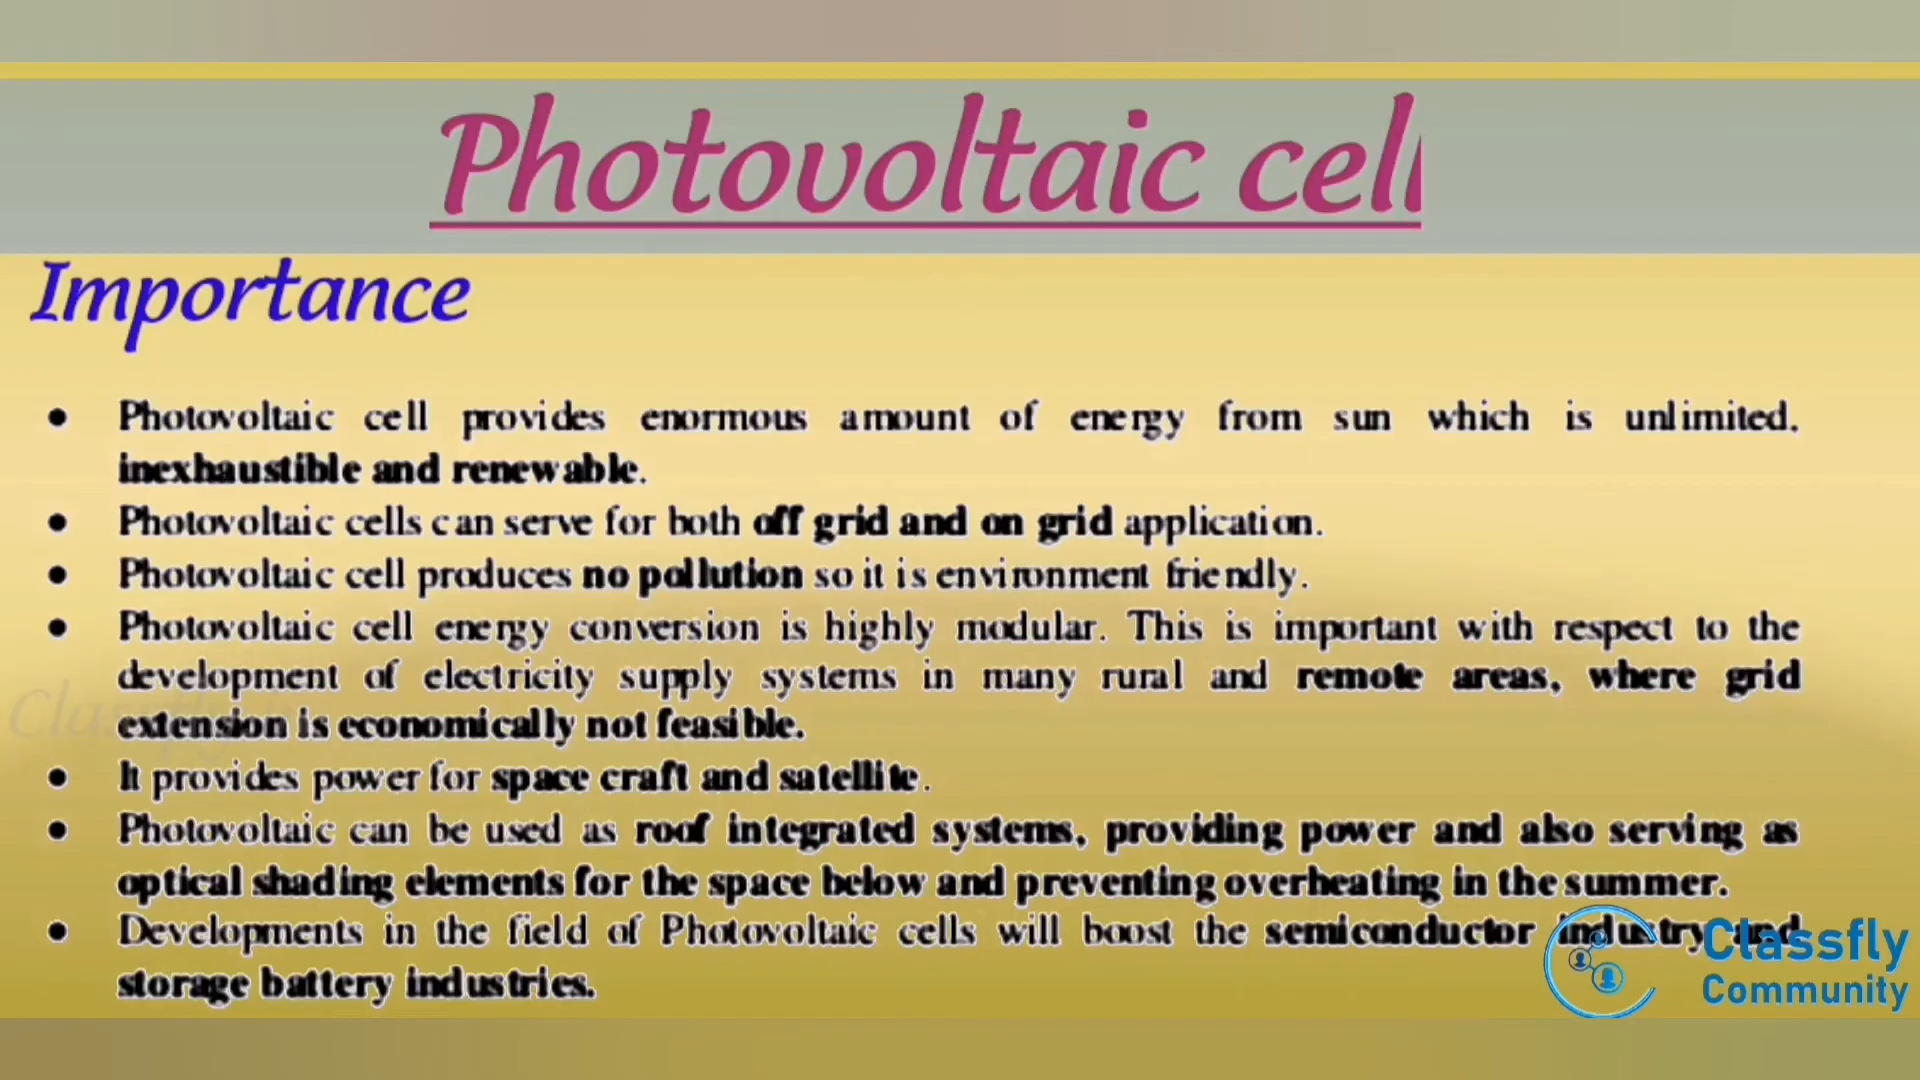 Photovoltaic cell
Importance
• Photovoltaic cell provides enormous amount of energy from sun which is unlimited,
inexhaustible and renewable.
• Photovoltaic cells can serve for both off grid and on grid application.
• Photovoltaic cell produces no pollution so it is environment friendly.
• Photovoltaic cell energy conversion is highly modular. This is important with respect to the
development of electricity supply systems in many rural and remote areas, where grid
extension is economically not feasible.
• It provides power for space craft and satellite.
• Photovoltaic can be used as roof integrated systems, providing power and also serving as
optical shading elements for the space below and preventing overheating in the summer.
• Developments in the field of Photovoltaic cells will boost the semiconductor industry and
storage battery industries.
Classfly
Classfly
Community